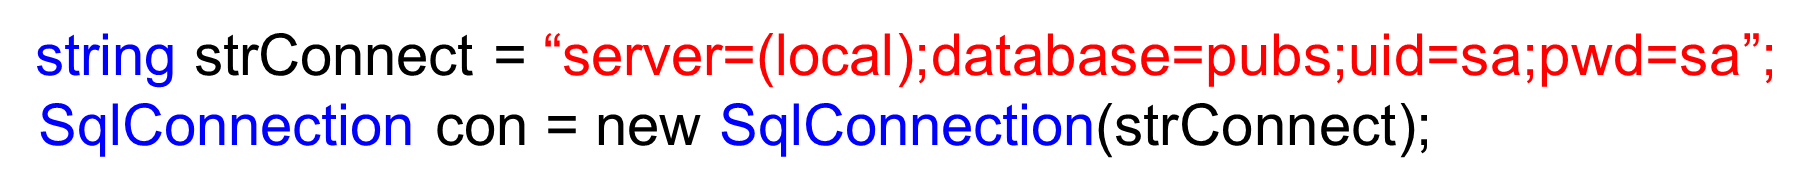 string strConnect = “server=(local);database=pubs;uid=sa;pwd=sa”;
SqlConnection con = new SqlConnection(strConnect);